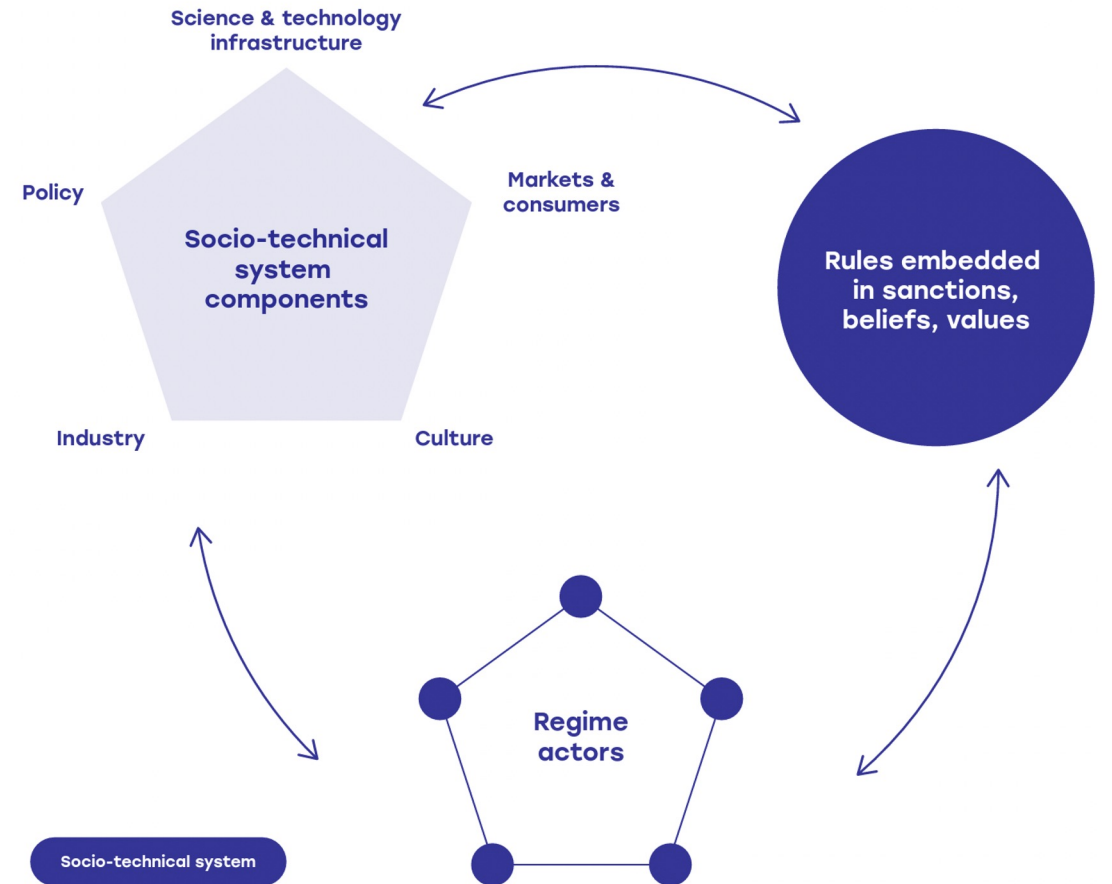 Science & technology
infrastructure
Policy
Markets &
consumers
Socio-technical
system
components
Rules embedded
in sanctions,
beliefs, values
Industry
Culture
Regime
actors
Socio-technical system